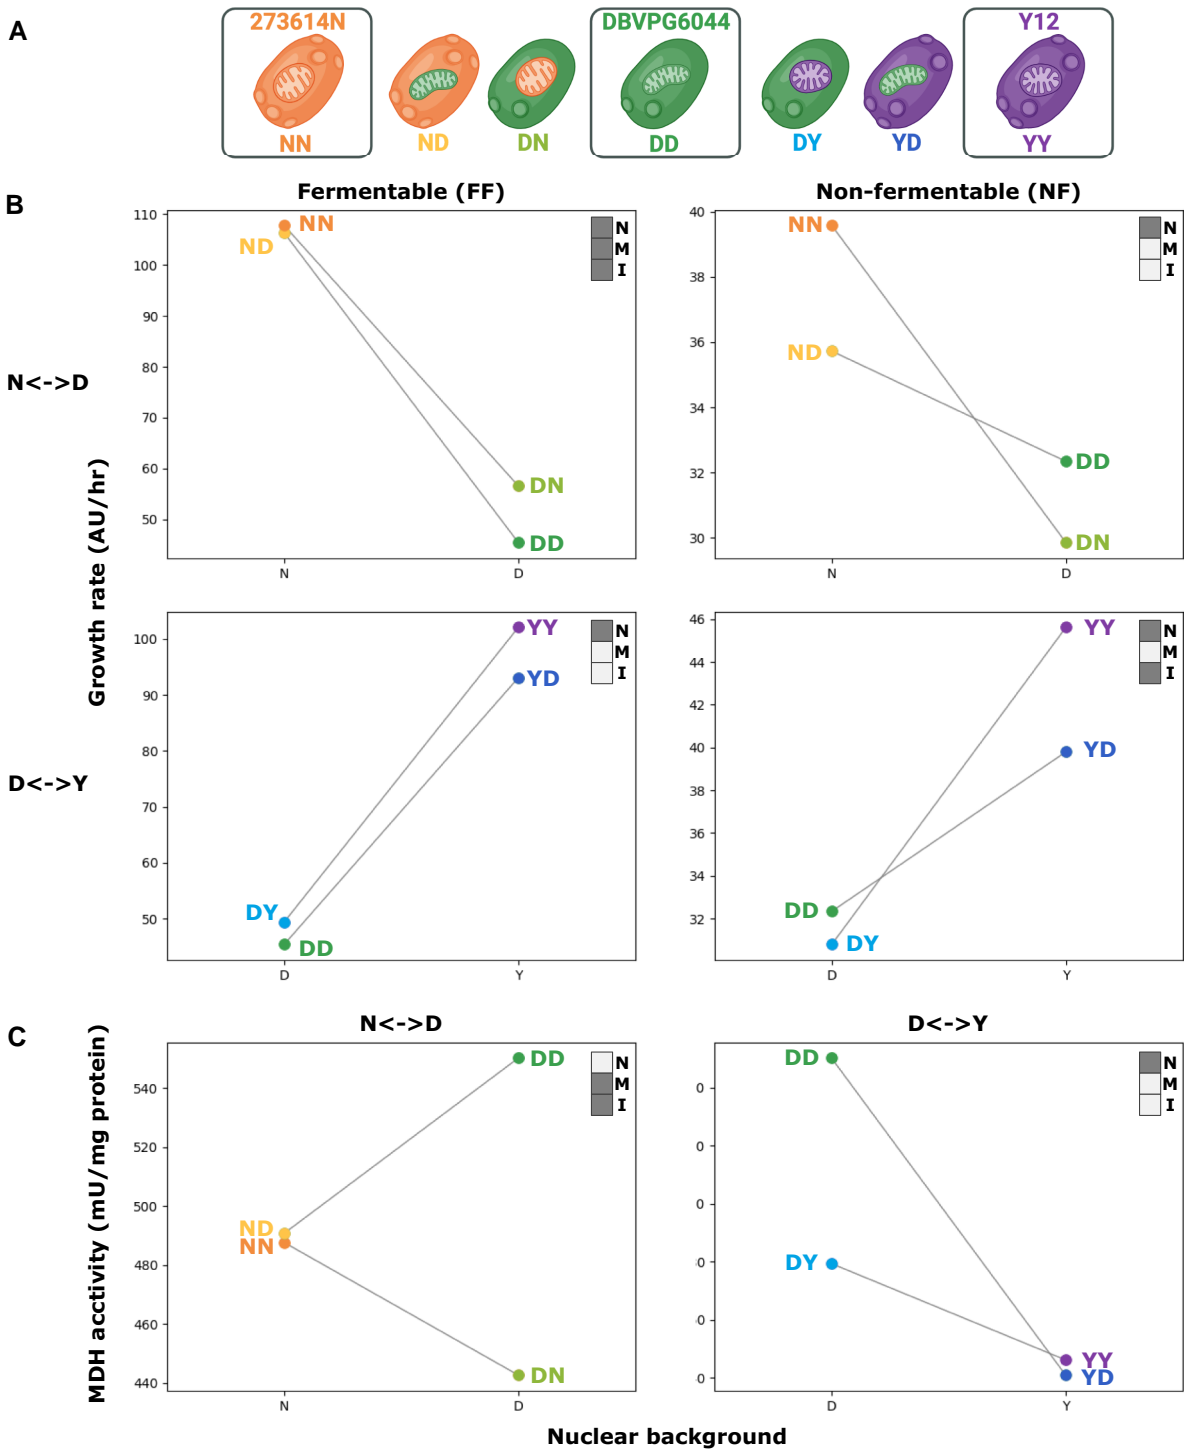 A
273614N
DBVPG6044
Y12
NN
ND
DN
DD
DY
YD
YY
B
Fermentable (FF)
Non-fermentable (NF)
N<->D
D<->Y
Growth rate (AU/hr)
110
100
90
80
70
60
50
NN
ND
DN
DD
N
M
I
N
D
40
38
36
34
32
30
NN
ND
DD
DN
N
M
I
N
D
100
90
80
70
60
50
YY
YD
DY
DD
N
M
I
D
Y
46
44
42
40
38
36
34
32
YY
YD
DD
DY
N
M
I
D
Y
C
N<->D
D<->Y
MDH acctivity (mU/mg protein)
540
520
500
480
460
440
DD
ND
NN
DN
N
M
I
N
D
0
0
0
0
0
0
DD
DY
YY
YD
N
M
I
D
Y
Nuclear background